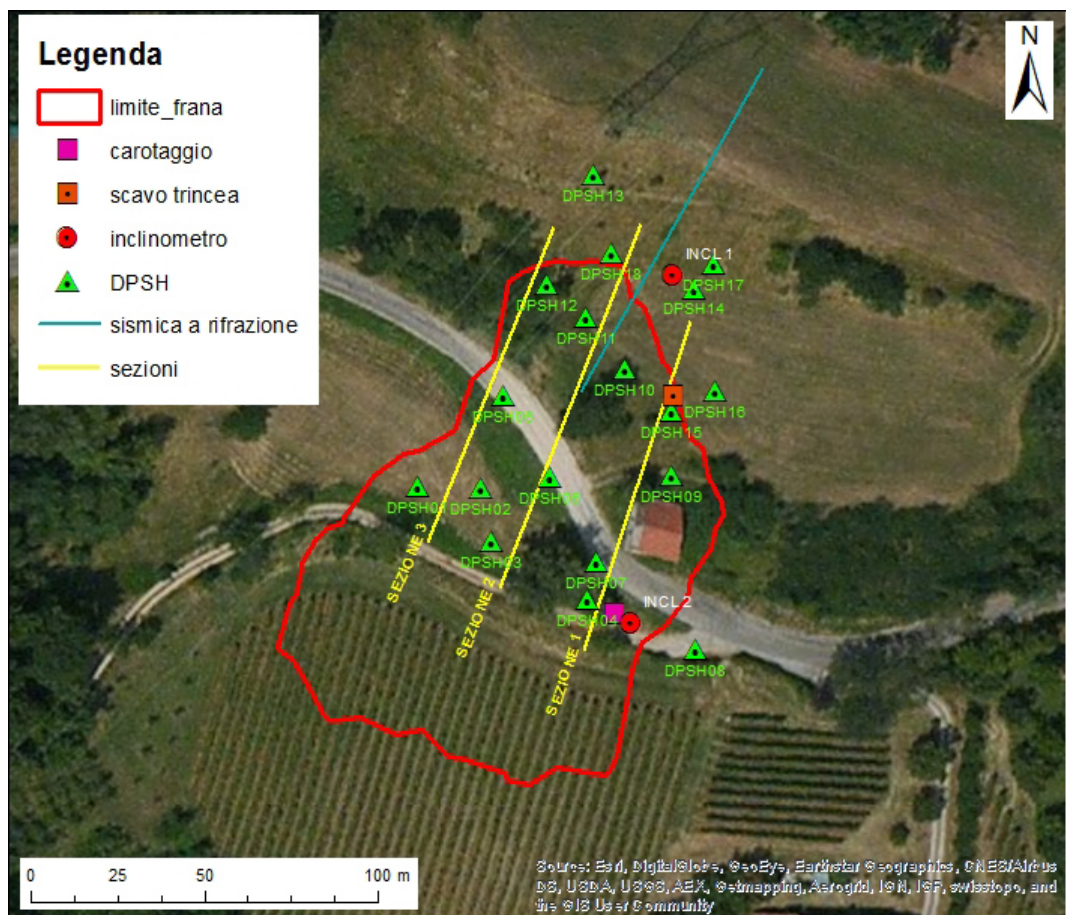 Legenda
limite_frana
carotaggio
scavo trincea
inclinometro
DPSH
sismica a rifrazione
sezioni
N
DPSH13
INCL 1
DPSH18
DPSH17
DPSH12
DPSH14
DPSH11
DPSH10
DPSH16
DPSH15
DPSH09
DPSH01
DPSH02
DPSH03
DPSH07
INCL 2
DPSH04
DPSH08
SEZIONE 3
SEZIONE 2
SEZIONE 1
0 25 50 100 m
Source: Esri, DigitalGlobe, GeoEye, Earthstar Geographics, CNES/Airbus
DS, USDA, USGS, AEX, Getmapping, Aerogrid, IGN, IGP, swisstopo, and
the GIS User Community